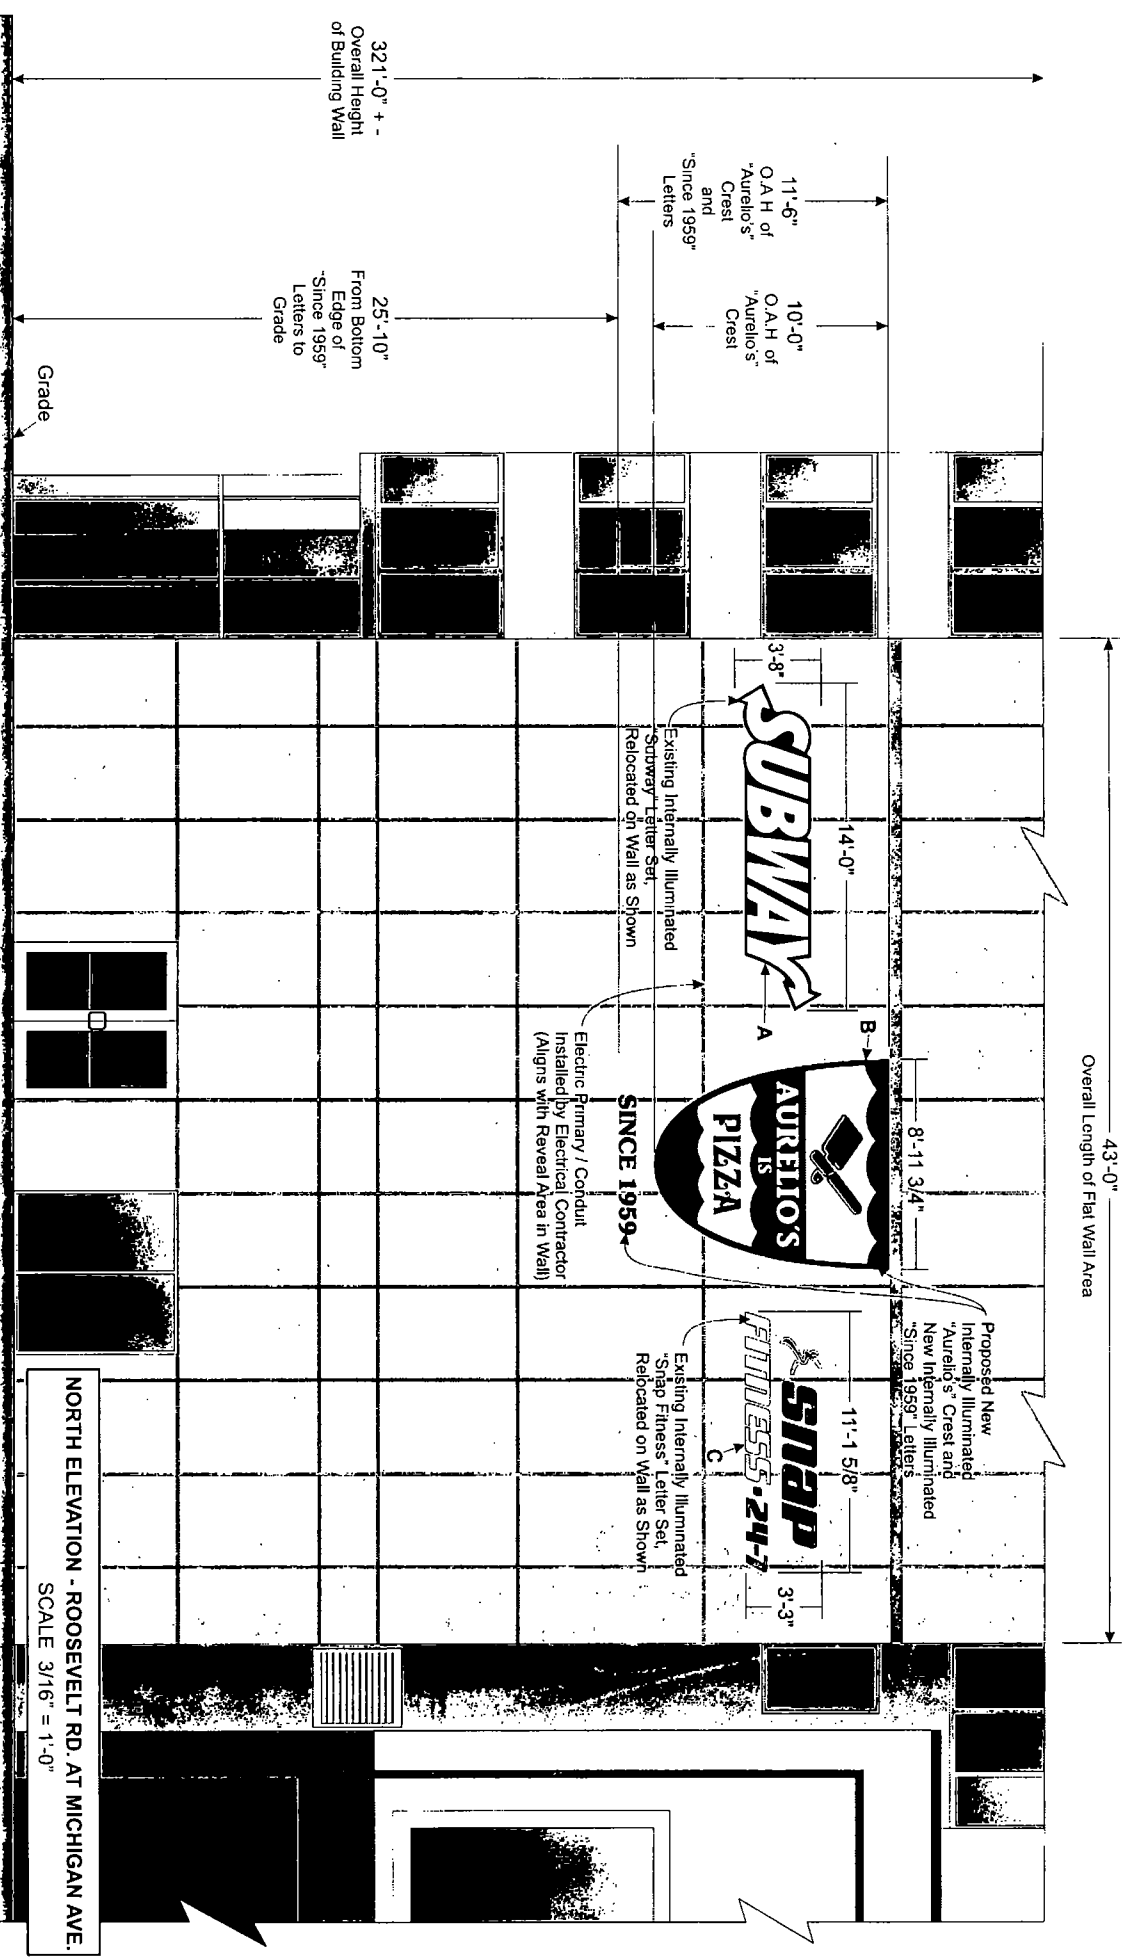 43'-0"
Overall Length of Flat Wall Area
321'-0" + -
Overall Height
of Building Wall
11'-6"
O.A H of
"Aurelio's"
Crest
and
"Since 1959"
Letters
10'-0"
O.A.H of
"Aurelio's"
Crest
25'-10"
From Bottom
Edge of
"Since 1959"
Letters to
Grade
Grade
3'-8"
14'-0"
SUBWAY
A
Existing Internally Illuminated
"Subway" Letter Set,
Relocated on Wall as Shown
B
8'-11 3/4"
AURELIO'S
IS
PIZZA
SINCE 1959
Electric Primary / Conduit
Installed by Electrical Contractor
(Aligns with Reveal Area in Wall)
Proposed New
Internally Illuminated
"Aurelio's" Crest and
New Internally Illuminated
"Since 1959" Letters
11'-1 5/8"
snap
FITNESS·24-7
3'-3"
C
Existing Internally Illuminated
"Snap Fitness" Letter Set,
Relocated on Wall as Shown
NORTH ELEVATION - ROOSEVELT RD. AT MICHIGAN AVE.
SCALE 3/16" = 1'-0"